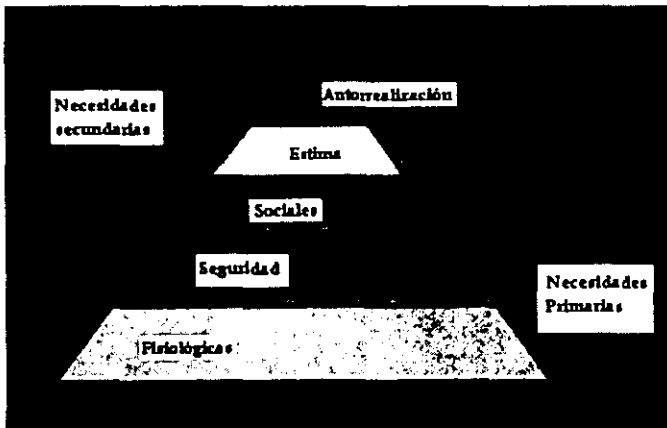 Autorrealización
Necesidades
secundarias
Estima
Sociales
Seguridad
Necesidades
Primarias
Fisiológicas